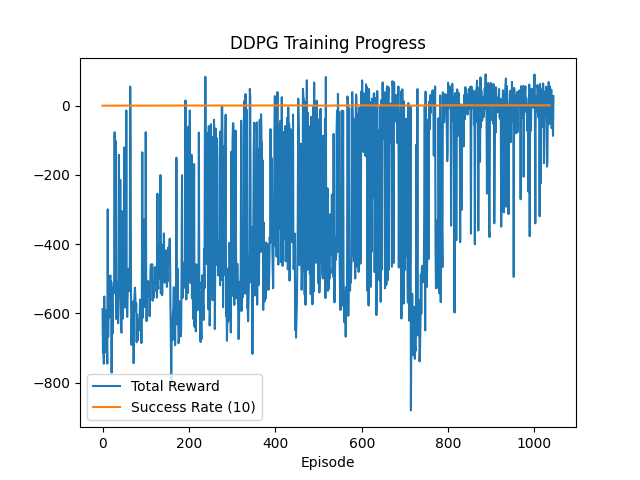 DDPG Training Progress
0
−200
−400
−600
−800
Total Reward
Success Rate (10)
0 200 400 600 800 1000
Episode